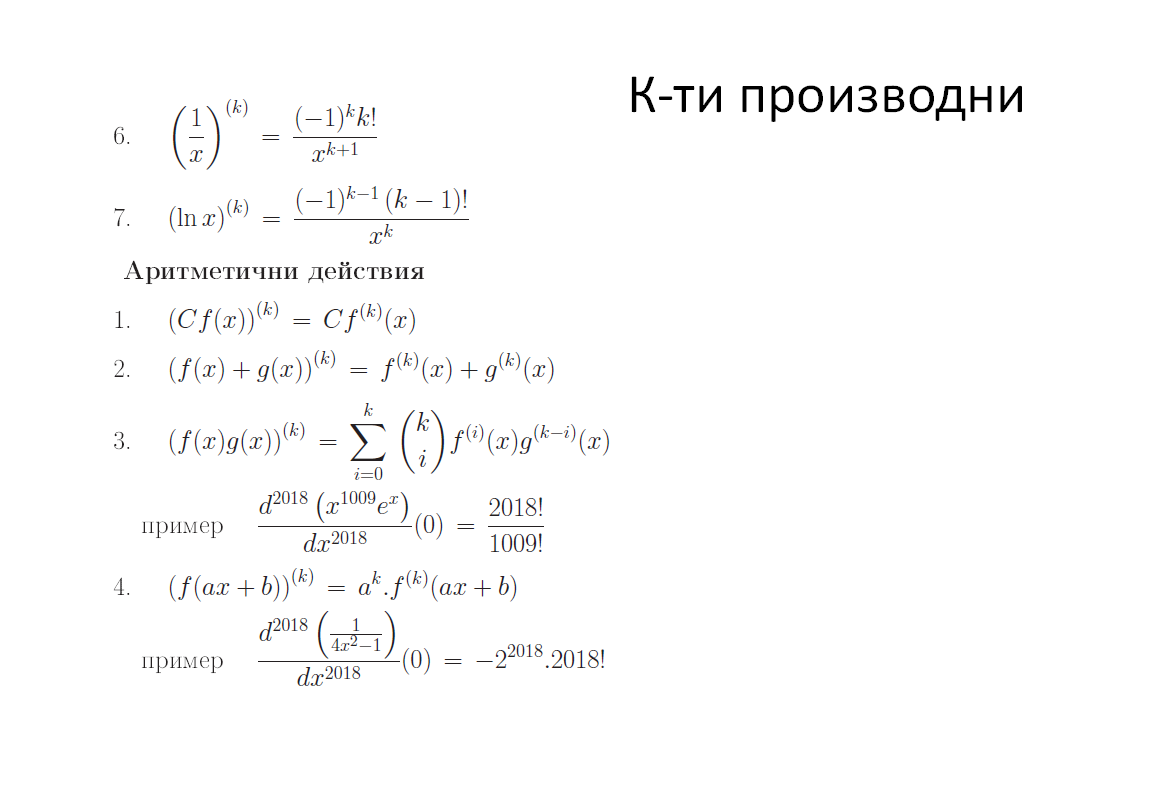 К-ти производни
6. $\left(\frac{1}{x}\right)^{(k)} = \frac{(-1)^k k!}{x^{k+1}}$
7. $(\ln x)^{(k)} = \frac{(-1)^{k-1}(k-1)!}{x^k}$
Аритметични действия
1. $(Cf(x))^{(k)} = Cf^{(k)}(x)$
2. $(f(x)+g(x))^{(k)} = f^{(k)}(x)+g^{(k)}(x)$
3. $(f(x)g(x))^{(k)} = \sum_{i=0}^{k} \binom{k}{i} f^{(i)}(x)g^{(k-i)}(x)$
пример $\frac{d^{2018}\left(x^{1009}e^x\right)}{dx^{2018}}(0) = \frac{2018!}{1009!}$
4. $(f(ax+b))^{(k)} = a^k.f^{(k)}(ax+b)$
пример $\frac{d^{2018}\left(\frac{1}{4x^2-1}\right)}{dx^{2018}}(0) = -2^{2018}.2018!$